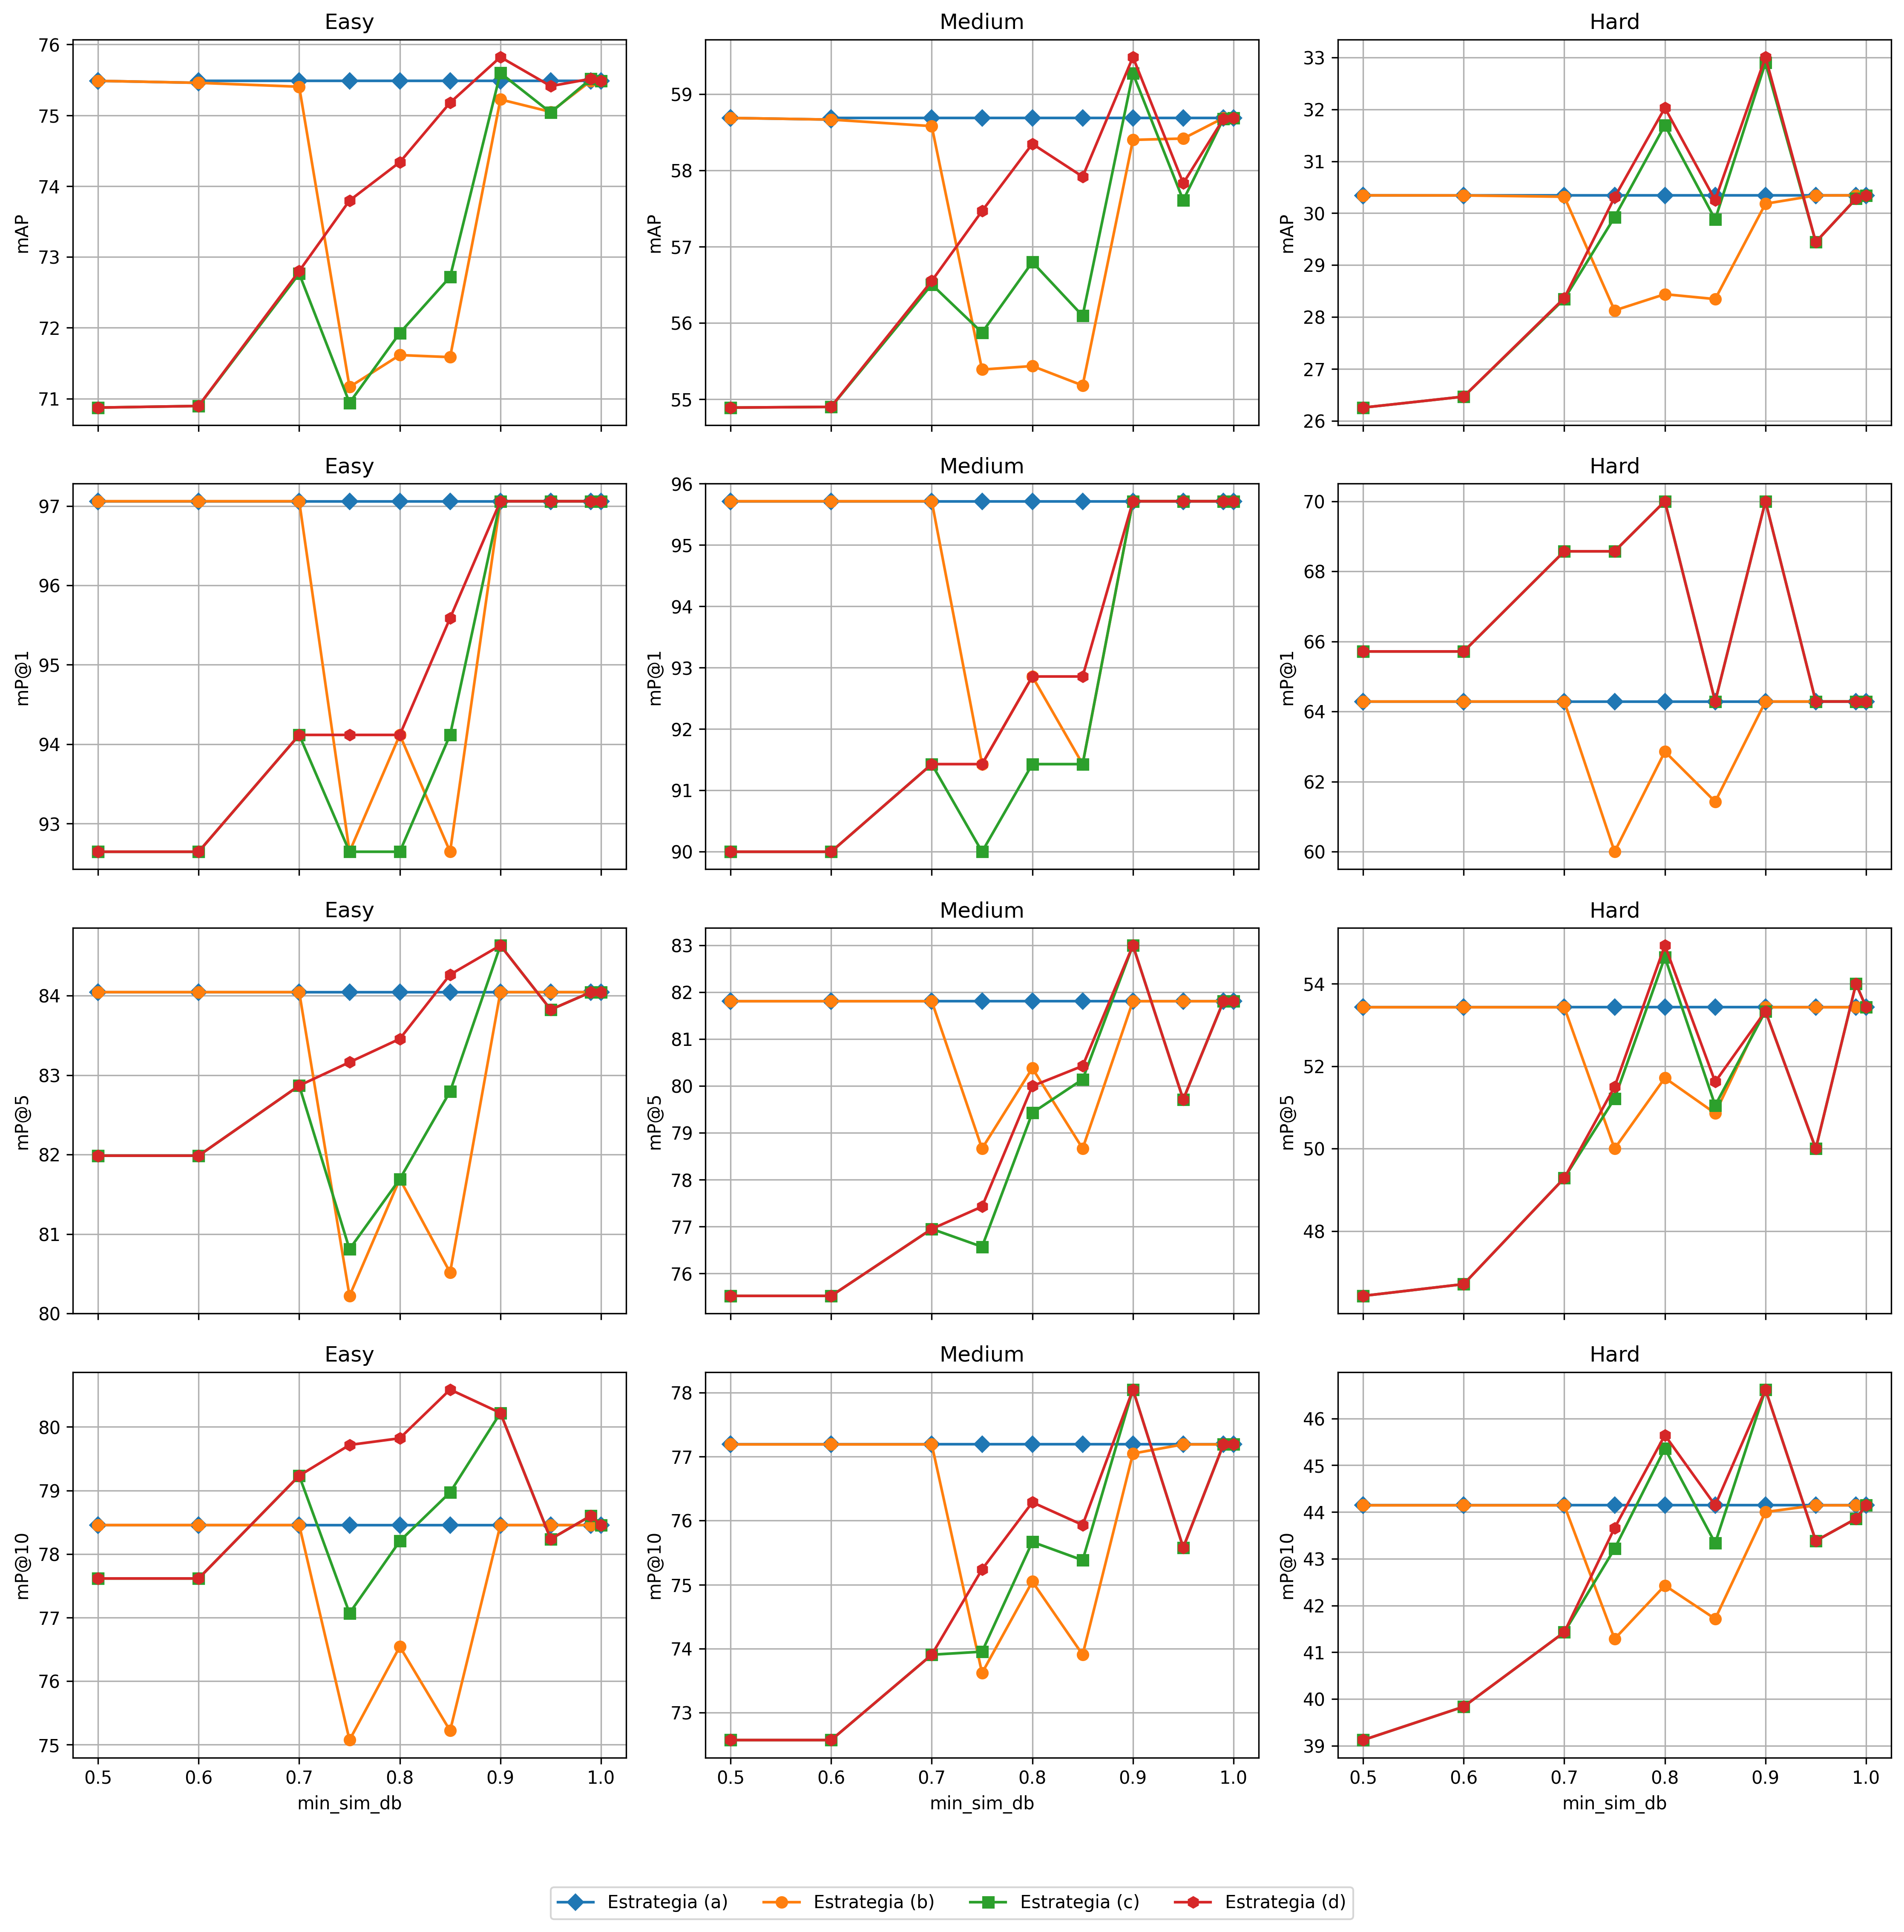 Easy
Medium
Hard
76
75
74
73
72
71
mAP
59
58
57
56
55
mAP
33
32
31
30
29
28
27
26
mAP
Easy
Medium
Hard
97
96
95
94
93
mP@1
96
95
94
93
92
91
90
mP@1
70
68
66
64
62
60
mP@1
Easy
Medium
Hard
84
83
82
81
80
mP@5
83
82
81
80
79
78
77
76
mP@5
54
52
50
48
mP@5
Easy
Medium
Hard
80
79
78
77
76
75
mP@10
78
77
76
75
74
73
mP@10
46
45
44
43
42
41
40
39
mP@10
0.5 0.6 0.7 0.8 0.9 1.0
min_sim_db
0.5 0.6 0.7 0.8 0.9 1.0
min_sim_db
0.5 0.6 0.7 0.8 0.9 1.0
min_sim_db
Estrategia (a) Estrategia (b) Estrategia (c) Estrategia (d)